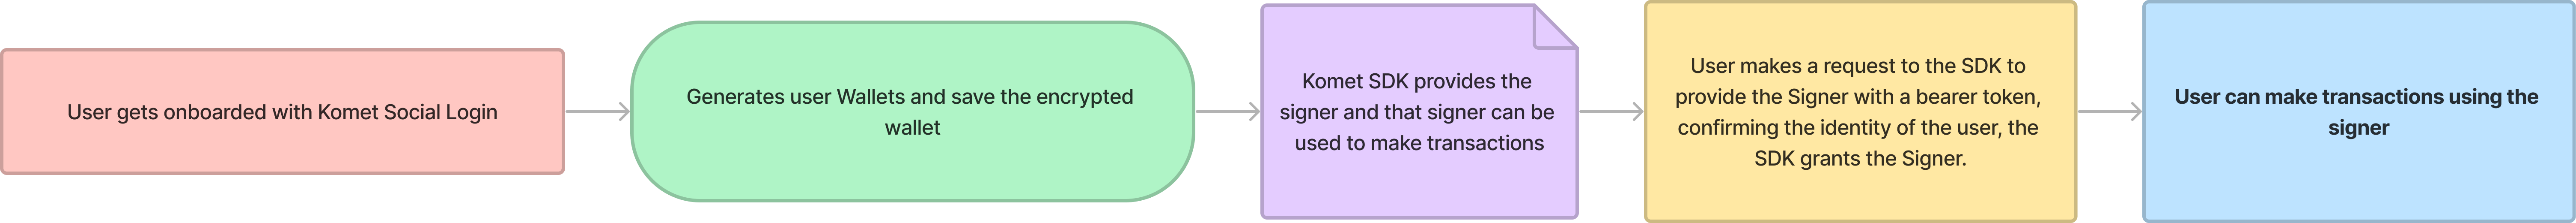 User gets onboarded with Komet Social Login
Generates user Wallets and save the encrypted
wallet
Komet SDK provides the
signer and that signer can be
used to make transactions
User makes a request to the SDK to
provide the Signer with a bearer token,
confirming the identity of the user, the
SDK grants the Signer.
User can make transactions using the
signer